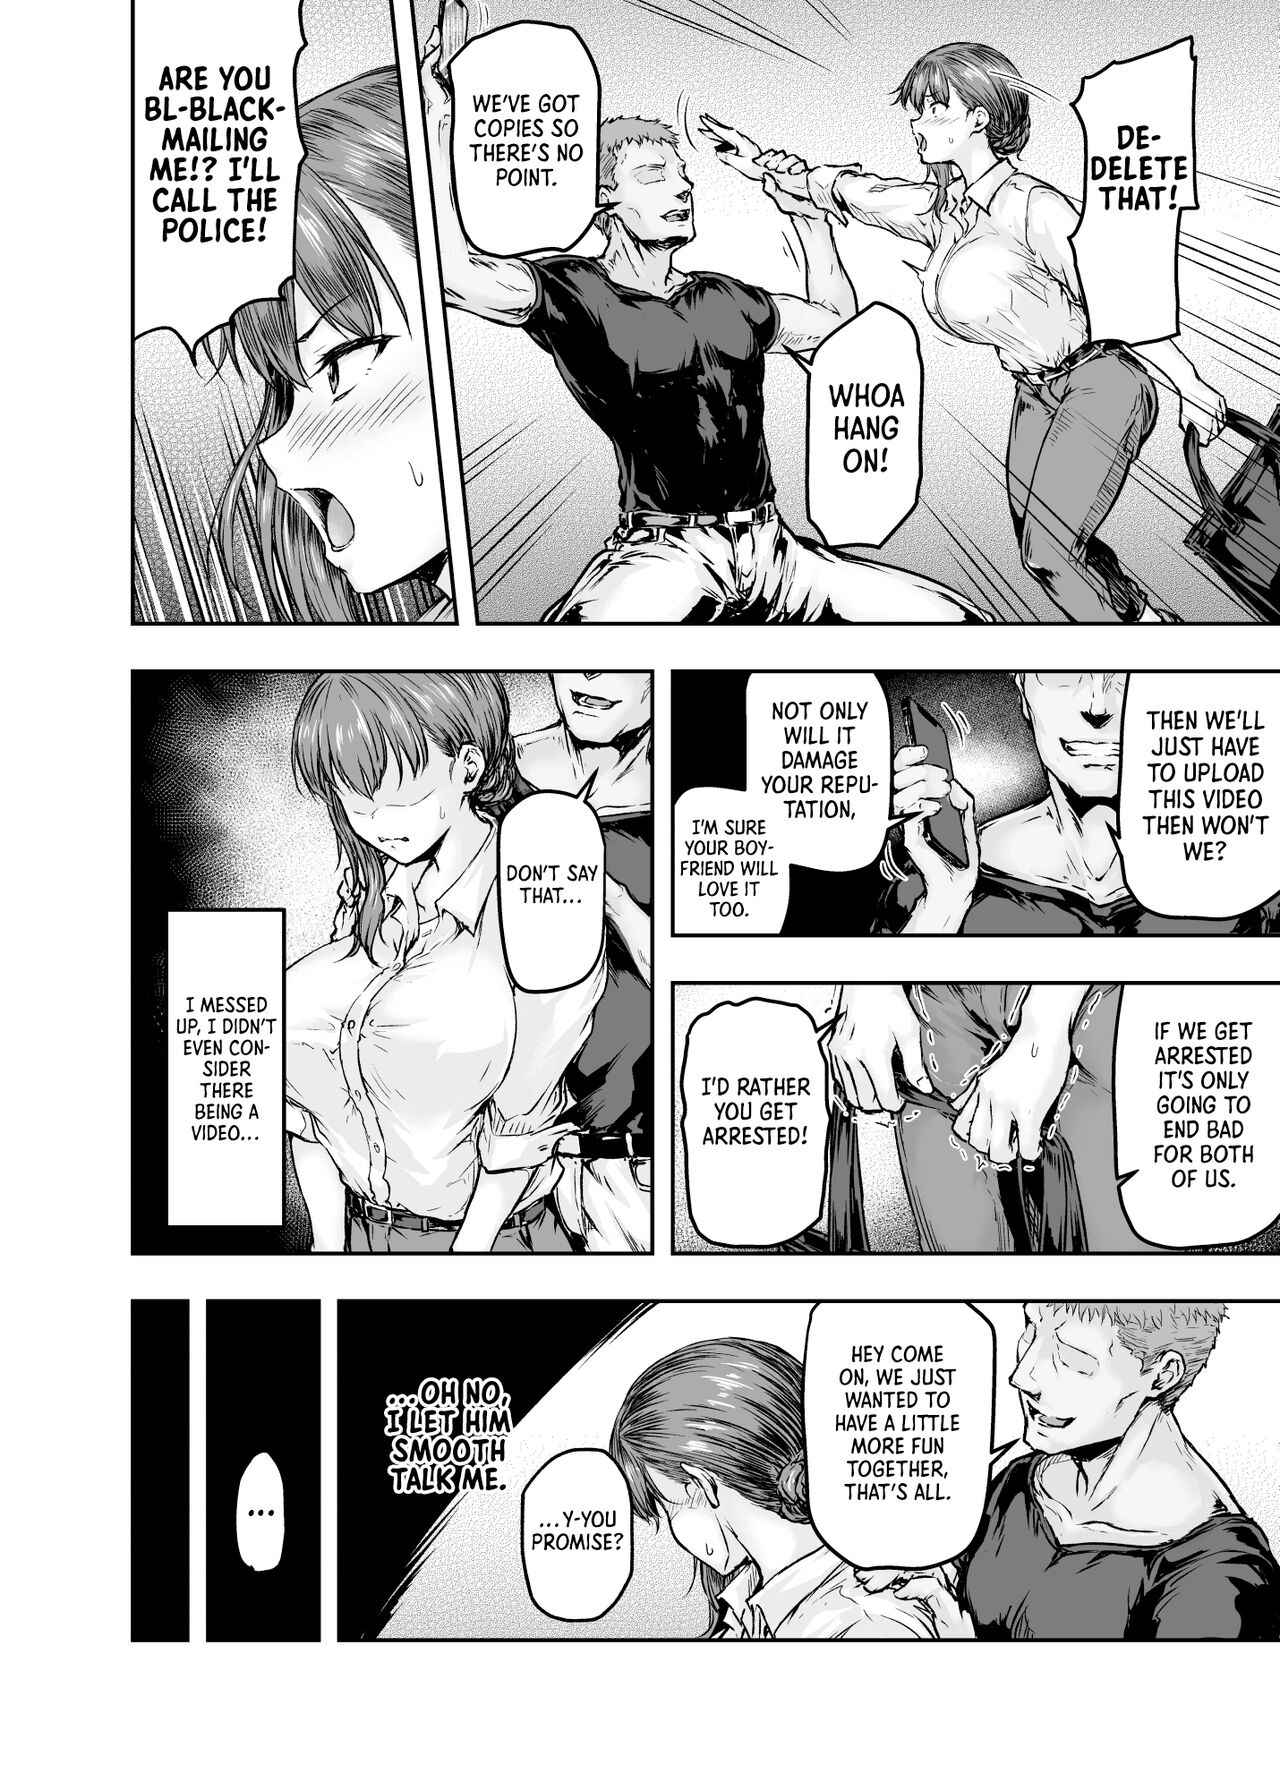 DE-
DELETE
THAT!
WHOA
HANG
ON!
WE'VE GOT
COPIES SO
THERE'S NO
POINT.
ARE YOU
BL-BLACK-
MAILING
ME!? I'LL
CALL THE
POLICE!
THEN WE'LL
JUST HAVE
TO UPLOAD
THIS VIDEO
THEN WON'T
WE?
NOT ONLY
WILL IT
DAMAGE
YOUR REPU-
TATION,
I'M SURE
YOUR BOY-
FRIEND WILL
LOVE IT
TOO.
IF WE GET
ARRESTED
IT'S ONLY
GOING TO
END BAD
FOR BOTH
OF US.
I'D RATHER
YOU GET
ARRESTED!
DON'T SAY
THAT...
I MESSED
UP, I DIDN'T
EVEN CON-
SIDER
THERE
BEING A
VIDEO...
HEY COME
ON, WE JUST
WANTED TO
HAVE A LITTLE
MORE FUN
TOGETHER,
THAT'S ALL.
...Y-YOU
PROMISE?
...OH NO,
I LET HIM
SMOOTH
TALK ME.
...